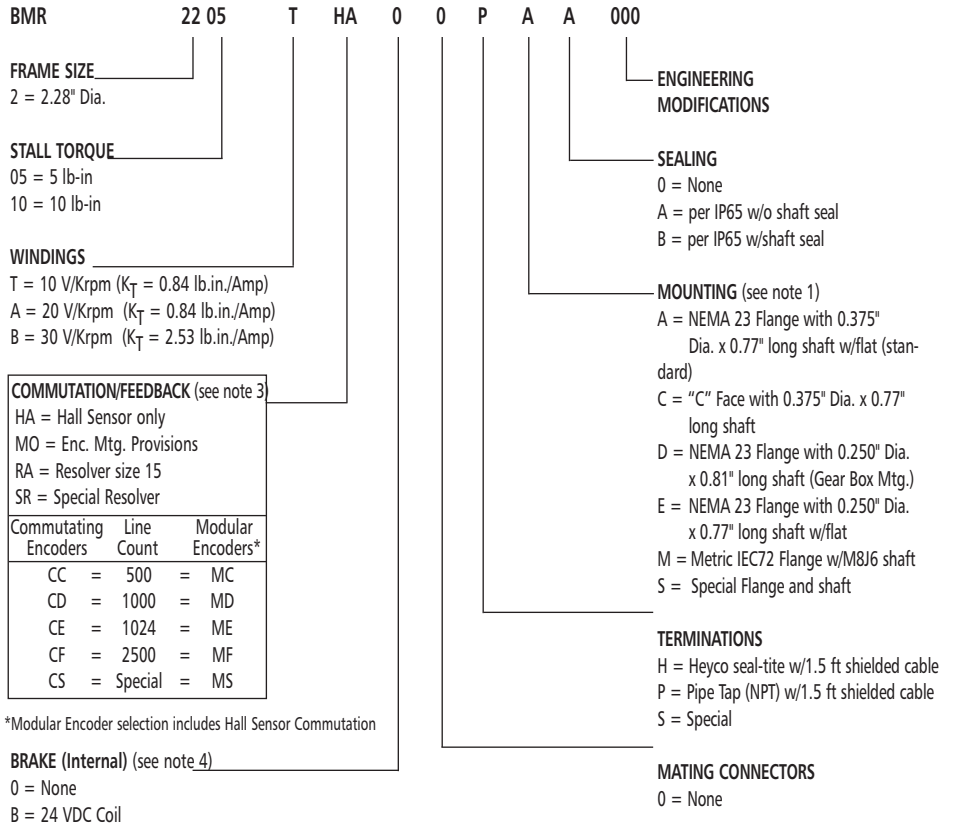 BMR 22 05 T HA 0 0 P A A 000
FRAME SIZE
2 = 2.28" Dia.
STALL TORQUE
05 = 5 lb-in
10 = 10 lb-in
WINDINGS
T = 10 V/Krpm (KT = 0.84 lb.in./Amp)
A = 20 V/Krpm (KT = 0.84 lb.in./Amp)
B = 30 V/Krpm (KT = 2.53 lb.in./Amp)
COMMUTATION/FEEDBACK (see note 3)
HA = Hall Sensor only
MO = Enc. Mtg. Provisions
RA = Resolver size 15
SR = Special Resolver
Commutating Line Modular
Encoders Count Encoders*
CC = 500 = MC
CD = 1000 = MD
CE = 1024 = ME
CF = 2500 = MF
CS = Special = MS
*Modular Encoder selection includes Hall Sensor Commutation
BRAKE (Internal) (see note 4)
0 = None
B = 24 VDC Coil
ENGINEERING
MODIFICATIONS
SEALING
0 = None
A = per IP65 w/o shaft seal
B = per IP65 w/shaft seal
MOUNTING (see note 1)
A = NEMA 23 Flange with 0.375"
Dia. x 0.77" long shaft w/flat (stan-
dard)
C = “C” Face with 0.375" Dia. x 0.77"
long shaft
D = NEMA 23 Flange with 0.250" Dia.
x 0.81" long shaft (Gear Box Mtg.)
E = NEMA 23 Flange with 0.250" Dia.
x 0.77" long shaft w/flat
M = Metric IEC72 Flange w/M8J6 shaft
S = Special Flange and shaft
TERMINATIONS
H = Heyco seal-tite w/1.5 ft shielded cable
P = Pipe Tap (NPT) w/1.5 ft shielded cable
S = Special
MATING CONNECTORS
0 = None